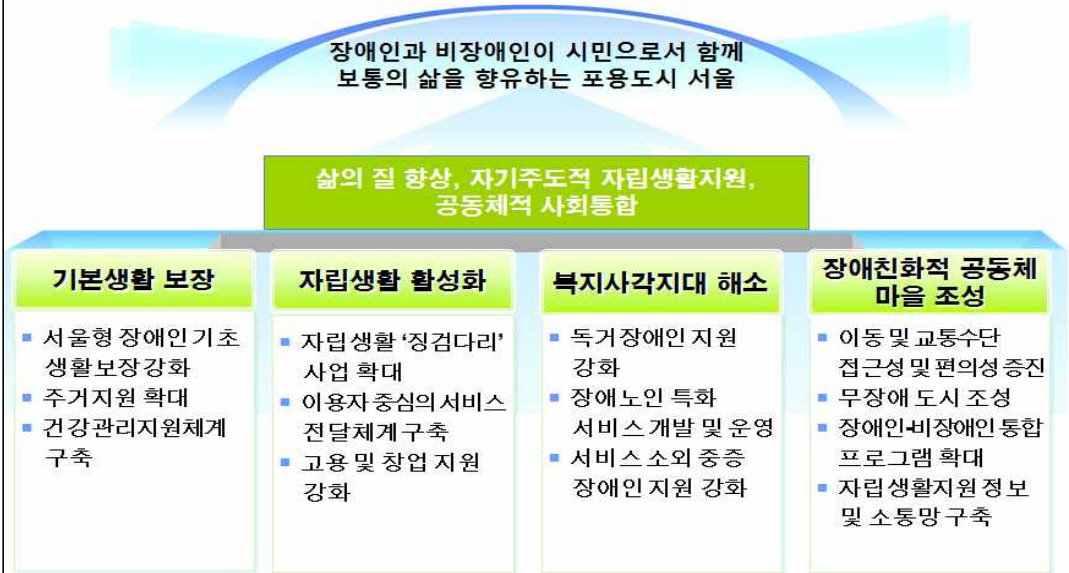 장애인과 비장애인이 시민으로서 함께
보통의 삶을 향유하는 포용도시 서울
삶의 질 향상, 자기주도적 자립생활지원,
공동체적 사회통합
기본생활 보장
▪ 서울형 장애인 기초
생활보장 강화
▪ 주거지원 확대
▪ 건강관리지원체계
구축
자립생활 활성화
▪ 자립생활 ‘징검다리’
사업 확대
▪ 이용자 중심의 서비스
전달체계 구축
▪ 고용 및 창업 지원
강화
복지사각지대 해소
▪ 독거장애인 지원
강화
▪ 장애노인 특화
서비스 개발 및 운영
▪ 서비스 소외 중증
장애인 지원 강화
장애친화적 공동체
마을 조성
▪ 이동 및 교통수단
접근성 및 편의성 증진
▪ 무장애 도시 조성
▪ 장애인-비장애인 통합
프로그램 확대
▪ 자립생활지원 정보
및 소통망 구축